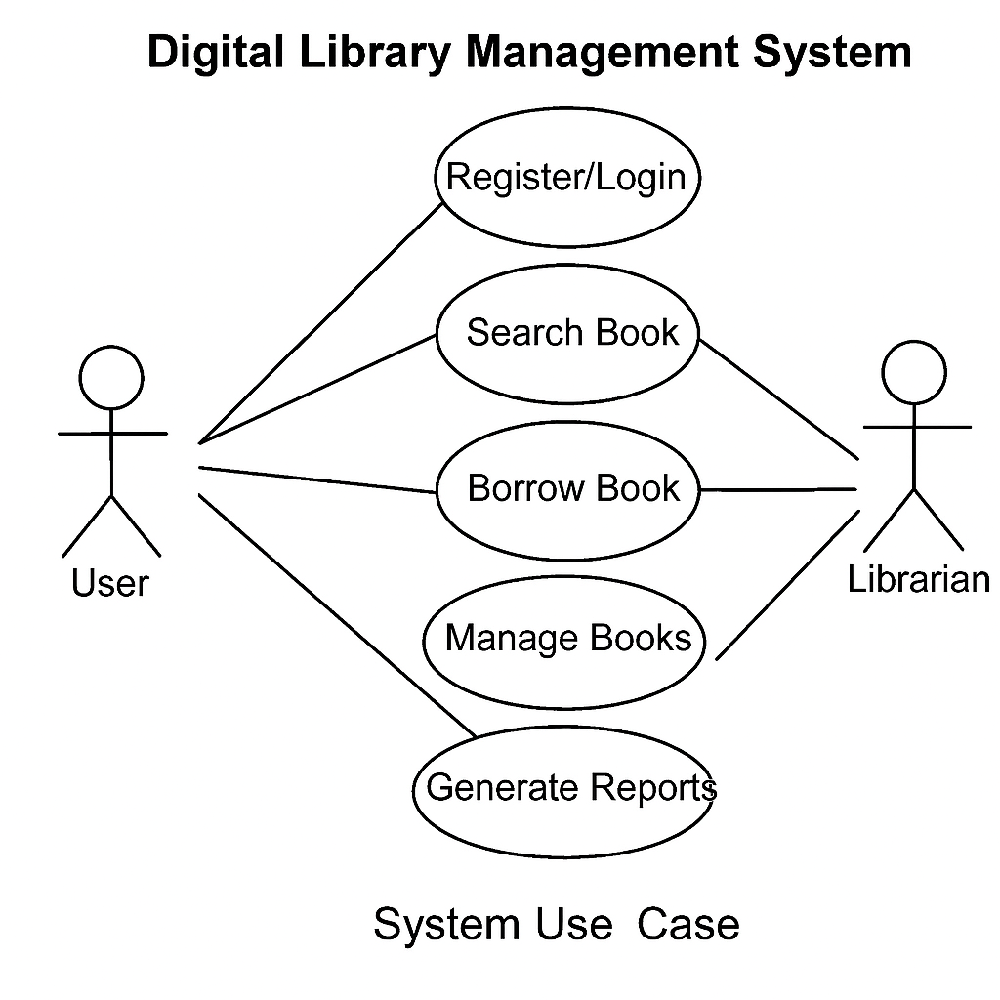 Digital Library Management System
Register/Login
Search Book
Borrow Book
User
Librarian
Manage Books
Generate Reports
System Use Case